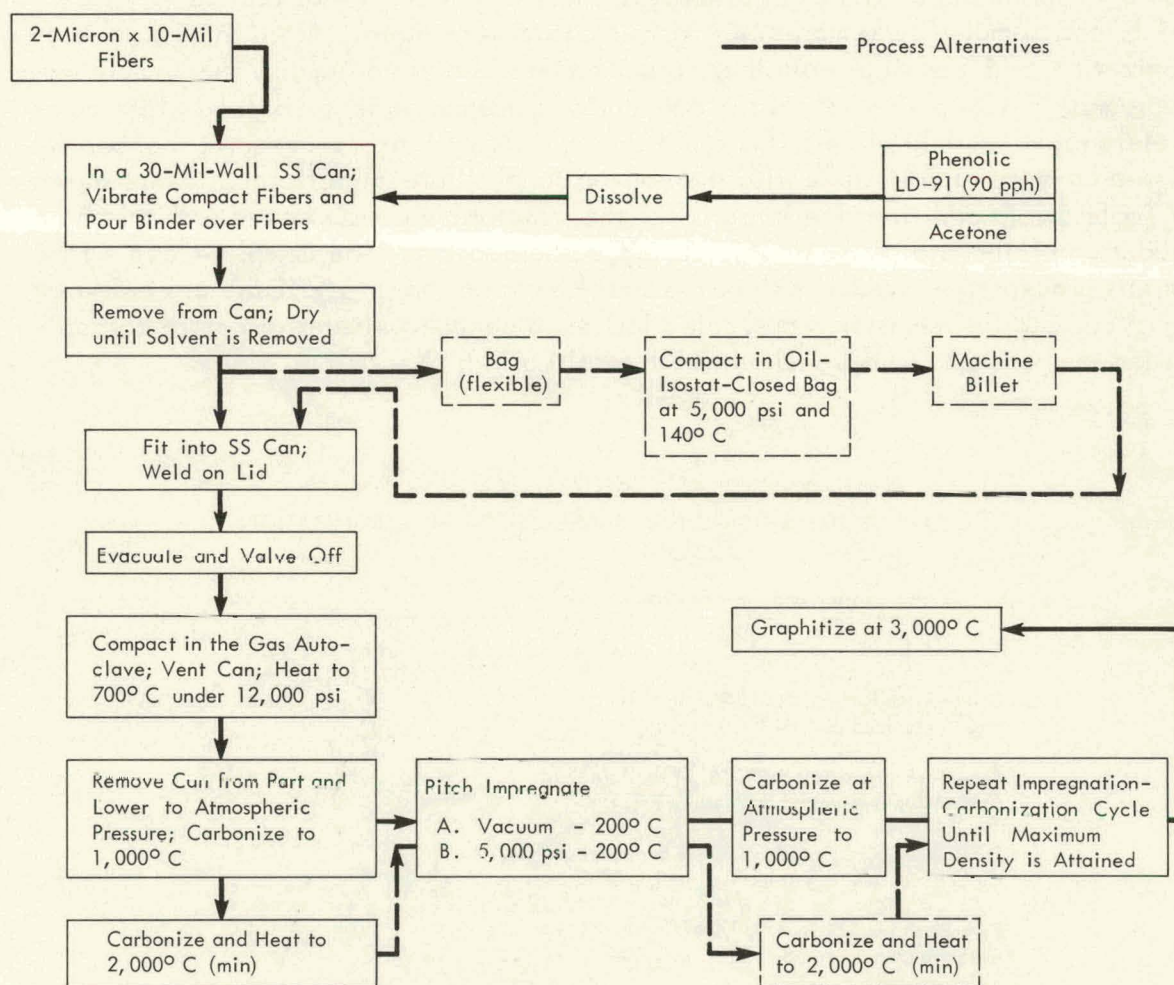 2-Micron x 10-Mil
Fibers
Process Alternatives
In a 30-Mil-Wall SS Can;
Vibrate Compact Fibers and
Pour Binder over Fibers
Dissolve
Phenolic
LD-91 (90 pph)
Acetone
Remove from Can; Dry
until Solvent is Removed
Bag
(flexible)
Compact in Oil-
Isostat-Closed Bag
at 5,000 psi and
140° C
Machine
Billet
Fit into SS Can;
Weld on Lid
Evacuate and Valve Off
Compact in the Gas Auto-
clave; Vent Can; Heat to
700° C under 12,000 psi
Graphitize at 3,000° C
Remove from Part and
Lower to Atmospheric
Pressure; Carbonize to
1,000° C
Pitch Impregnate
A. Vacuum - 200° C
B. 5,000 psi - 200° C
Carbonize at
Atmospheric
Pressure to
1,000° C
Repeat Impregnation-
Carbonization Cycle
Until Maximum
Density is Attained
Carbonize and Heat to
2,000° C (min)
Carbonize and Heat
to 2,000° C (min)